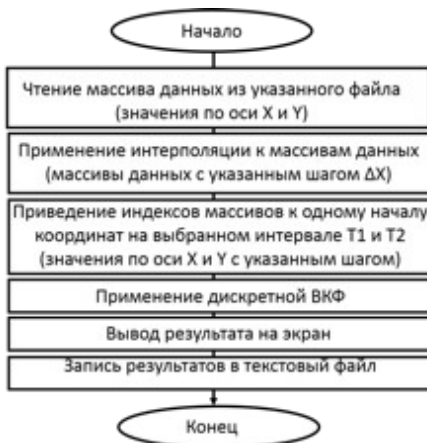 Начало
Чтение массива данных из указанного файла
(значения по оси X и Y)
Применение интерполяции к массивам данных
(массивы данных с указанным шагом ΔX)
Приведение индексов массивов к одному началу
координат на выбранном интервале T1 и T2
(значения по оси X и Y с указанным шагом)
Применение дискретной ВКФ
Вывод результата на экран
Запись результатов в текстовый файл
Конец